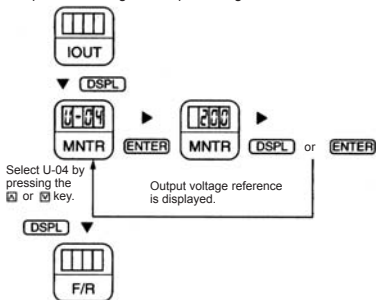 IOUT
DSPL
U-04
MNTR
ENTER
200
MNTR
DSPL or ENTER
Select U-04 by
pressing the
∧ or ∨ key.
Output voltage reference
is displayed.
DSPL
F/R